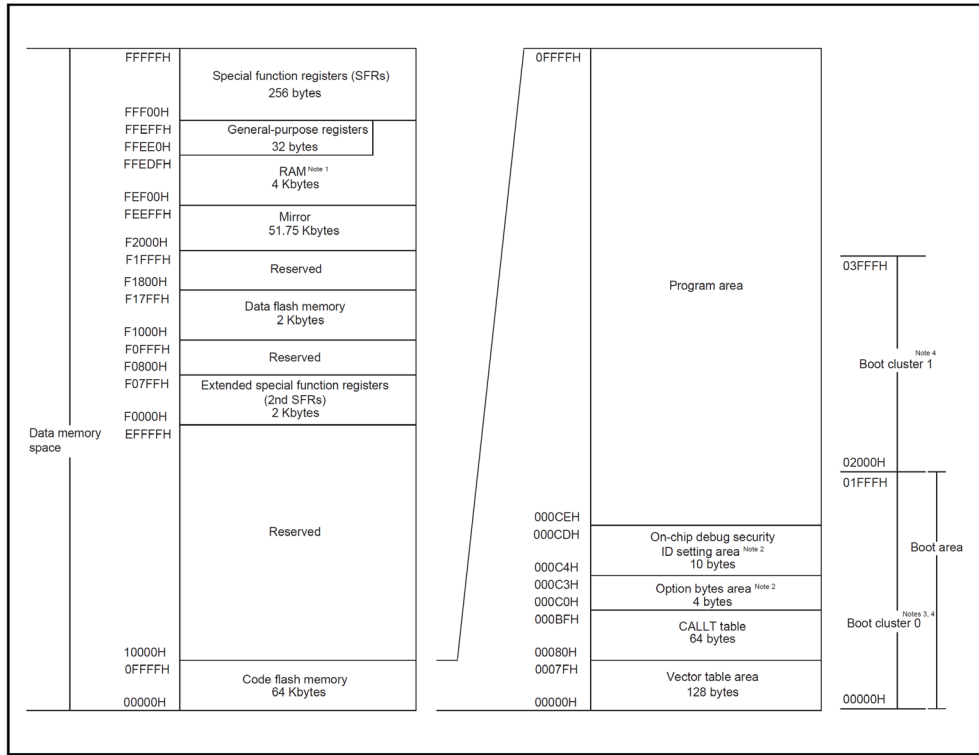 FFFFFH
Special function registers (SFRs)
256 bytes
FFF00H
FFEFFH
General-purpose registers
32 bytes
FFEE0H
FFEDFH
RAM Note 1
4 Kbytes
FEF00H
FEEFFH
Mirror
51.75 Kbytes
F2000H
F1FFFH
Reserved
F1800H
F17FFH
Data flash memory
2 Kbytes
F1000H
F0FFFH
Reserved
F0800H
F07FFH
Extended special function registers
(2nd SFRs)
2 Kbytes
F0000H
EFFFFH
Data memory
space
Reserved
10000H
0FFFFH
Code flash memory
64 Kbytes
00000H
0FFFFH
Program area
000CEH
000CDH
On-chip debug security
ID setting area Note 2
10 bytes
000C4H
000C3H
Option bytes area Note 2
4 bytes
000C0H
000BFH
CALLT table
64 bytes
00080H
0007FH
Vector table area
128 bytes
00000H
03FFFH
Boot cluster 1 Note 4
02000H
01FFFH
Boot area
Boot cluster 0 Notes 3, 4
00000H